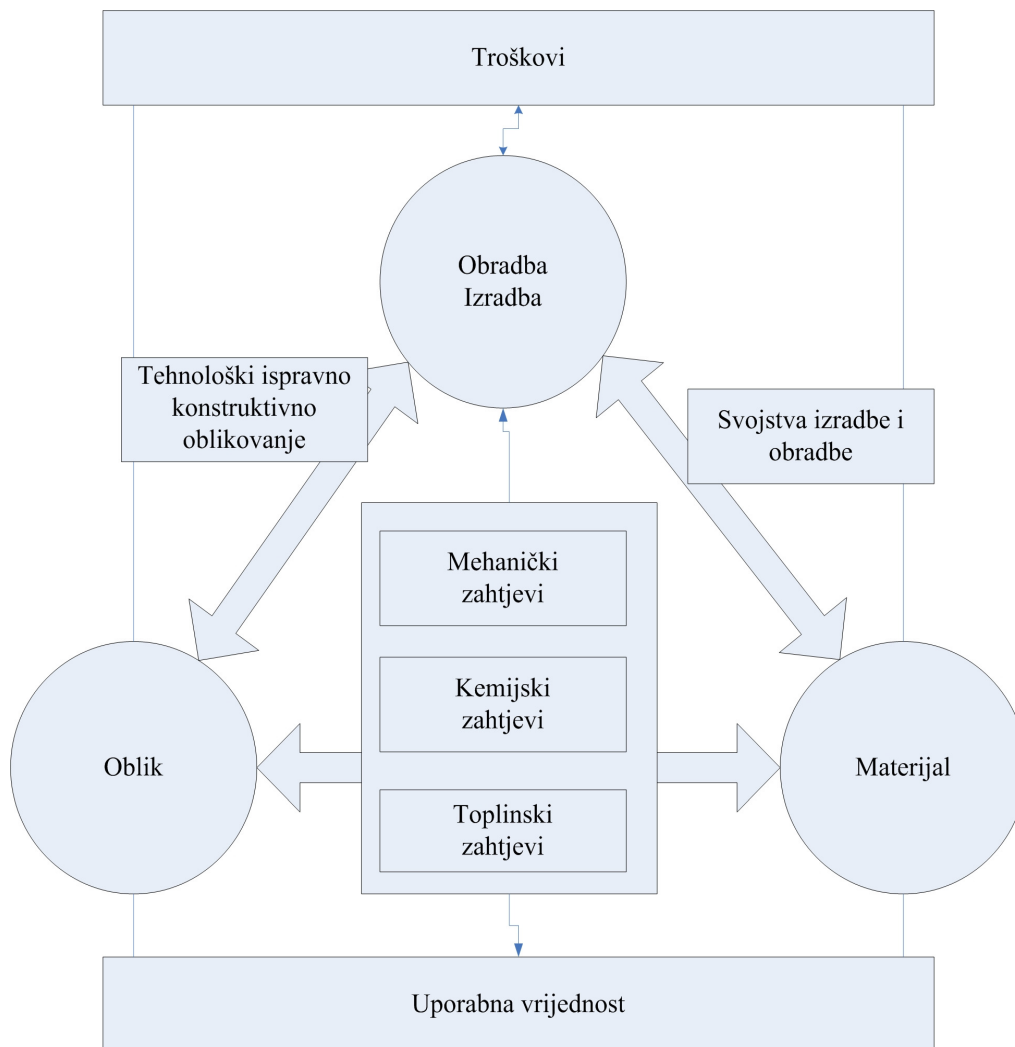 Troškovi
Obradba
Izradba
Tehnološki ispravno
konstruktivno
oblikovanje
Svojstva izradbe i
obradbe
Mehanički
zahtjevi
Kemijski
zahtjevi
Oblik
Materijal
Toplinski
zahtjevi
Uporabna vrijednost